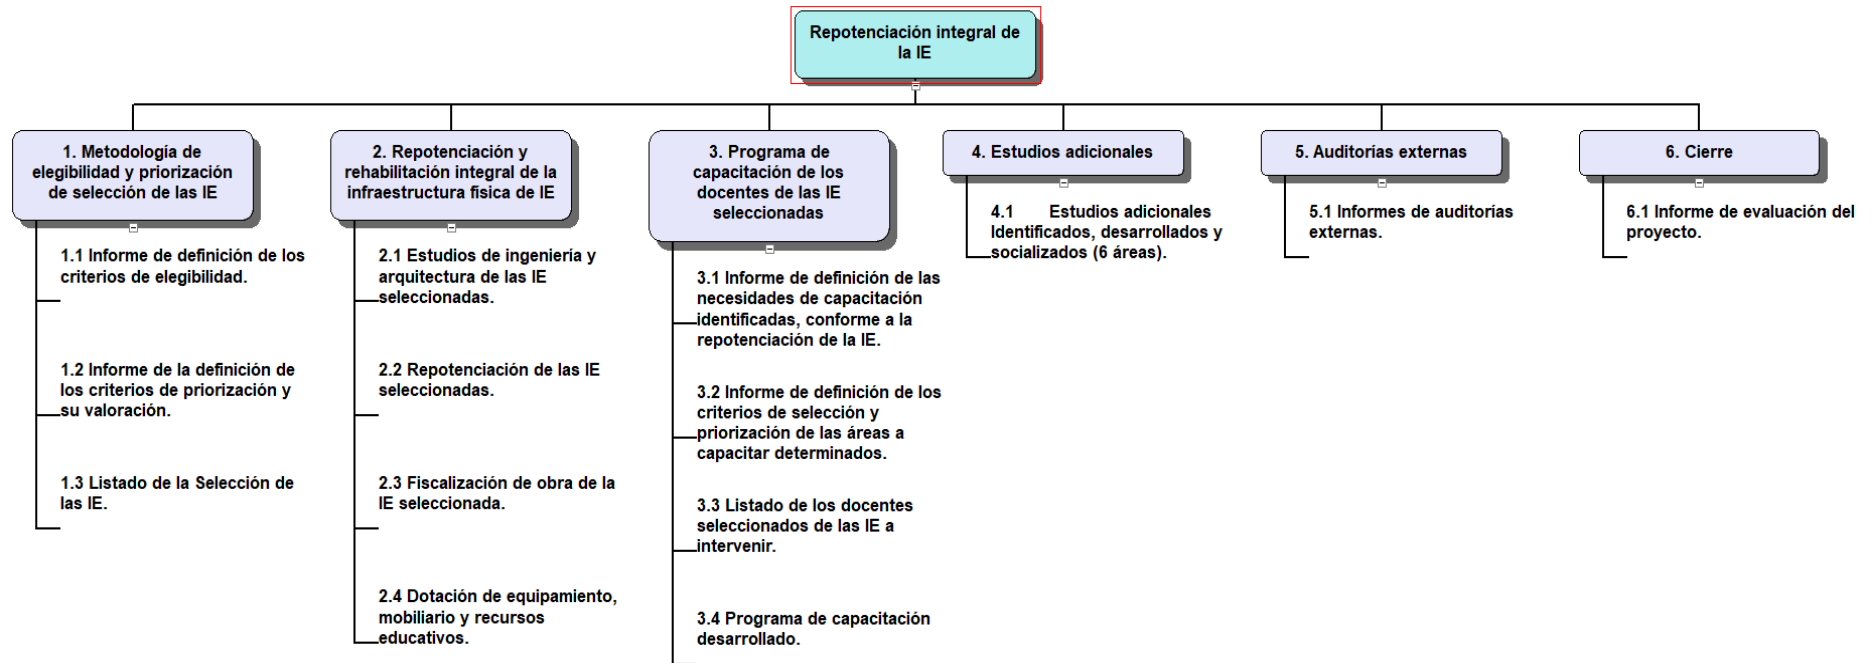 Repotenciación integral de
la IE
1. Metodología de
elegibilidad y priorización
de selección de las IE
1.1 Informe de definición de los
criterios de elegibilidad.
1.2 Informe de la definición de
los criterios de priorización y
su valoración.
1.3 Listado de la Selección de
las IE.
2. Repotenciación y
rehabilitación integral de la
infraestructura física de IE
2.1 Estudios de ingeniería y
arquitectura de las IE
seleccionadas.
2.2 Repotenciación de las IE
seleccionadas.
2.3 Fiscalización de obra de la
IE seleccionada.
2.4 Dotación de equipamiento,
mobiliario y recursos
educativos.
3. Programa de
capacitación de los
docentes de las IE
seleccionadas
3.1 Informe de definición de las
necesidades de capacitación
identificadas, conforme a la
repotenciación de la IE.
3.2 Informe de definición de los
criterios de selección y
priorización de las áreas a
capacitar determinados.
3.3 Listado de los docentes
seleccionados de las IE a
intervenir.
3.4 Programa de capacitación
desarrollado.
4. Estudios adicionales
4.1 Estudios adicionales
Identificados, desarrollados y
socializados (6 áreas).
5. Auditorías externas
5.1 Informes de auditorías
externas.
6. Cierre
6.1 Informe de evaluación del
proyecto.